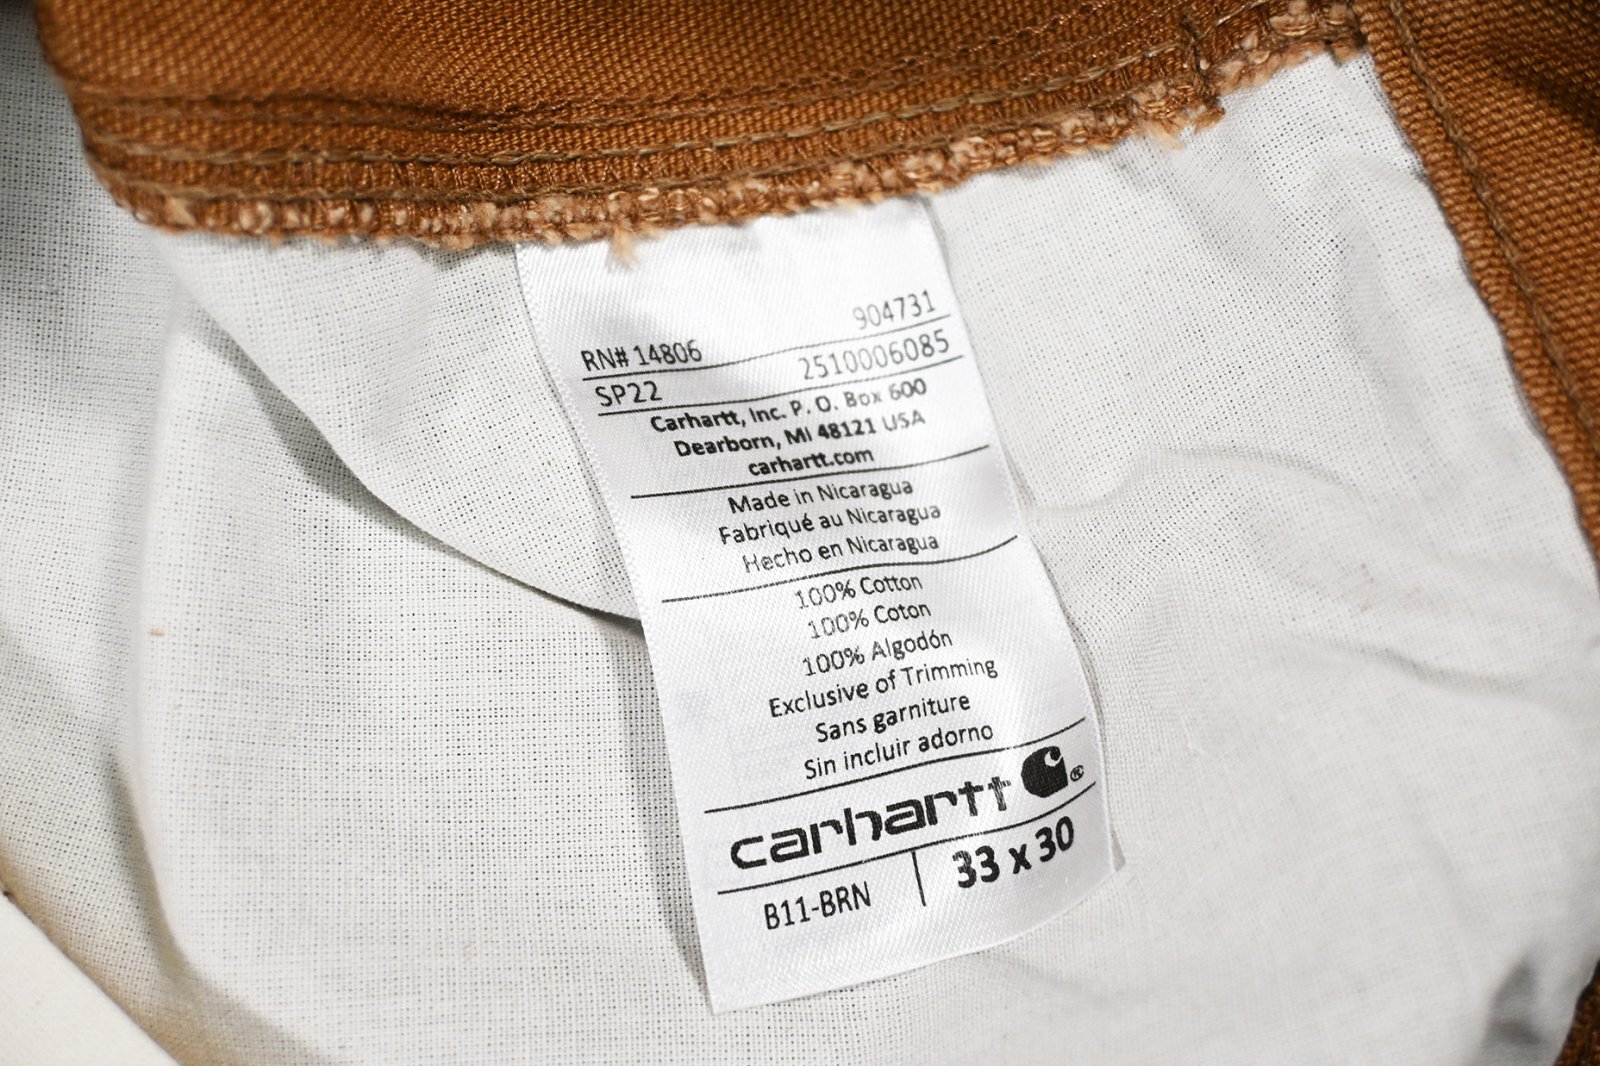 904731
RN# 14806
2510006085
SP22
Carhartt, Inc. P. O. Box 600
Dearborn, MI 48121 USA
carhartt.com
Made in Nicaragua
Fabriqué au Nicaragua
Hecho en Nicaragua
100% Cotton
100% Coton
100% Algodón
Exclusive of Trimming
Sans garniture
Sin incluir adorno
carhartt ®
B11-BRN 33 x 30